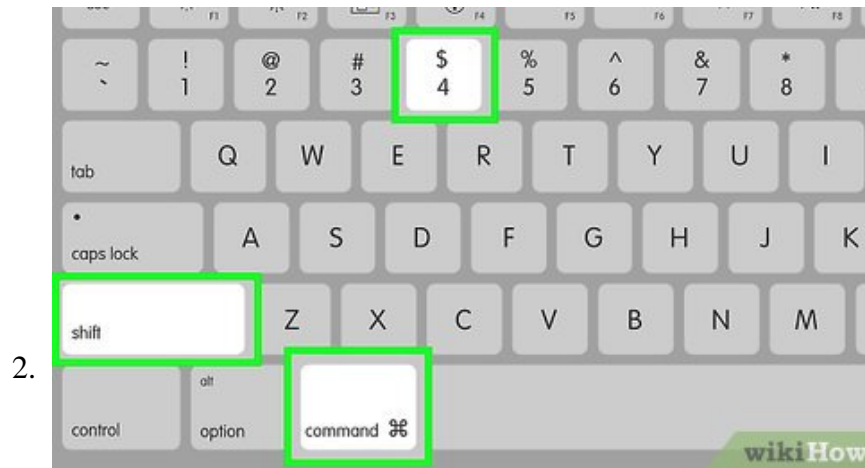 F1 F2 F3 F4 F5 F6 F7 F8
~ ! @ # $ % ^ & *
` 1 2 3 4 5 6 7 8
tab Q W E R T Y U I
caps lock A S D F G H J K
shift Z X C V B N M
2.
alt
control option command ⌘
wikiHow